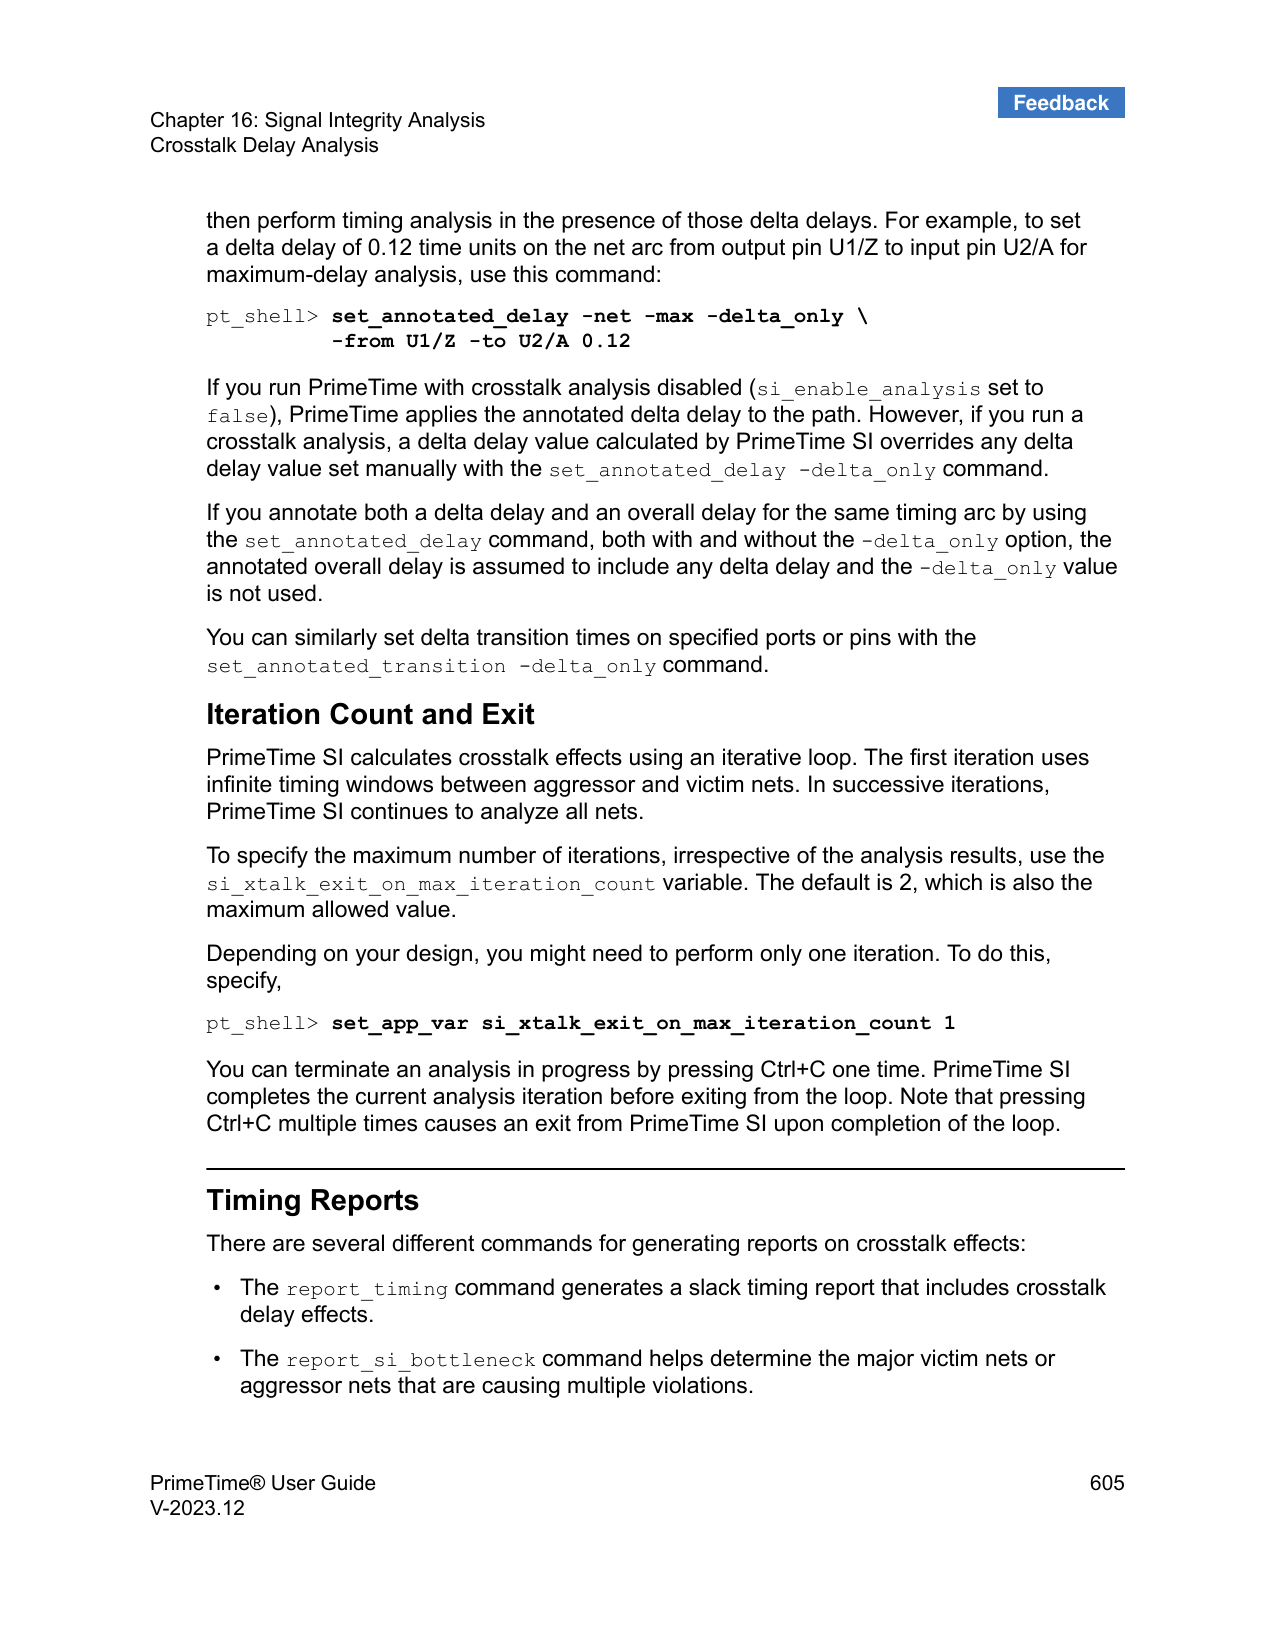 Feedback
Chapter 16: Signal Integrity Analysis
Crosstalk Delay Analysis
then perform timing analysis in the presence of those delta delays. For example, to set
a delta delay of 0.12 time units on the net arc from output pin U1/Z to input pin U2/A for
maximum-delay analysis, use this command:
pt_shell> set_annotated_delay -net -max -delta_only \
-from U1/Z -to U2/A 0.12
If you run PrimeTime with crosstalk analysis disabled (si_enable_analysis set to
false), PrimeTime applies the annotated delta delay to the path. However, if you run a
crosstalk analysis, a delta delay value calculated by PrimeTime SI overrides any delta
delay value set manually with the set_annotated_delay -delta_only command.
If you annotate both a delta delay and an overall delay for the same timing arc by using
the set_annotated_delay command, both with and without the -delta_only option, the
annotated overall delay is assumed to include any delta delay and the -delta_only value
is not used.
You can similarly set delta transition times on specified ports or pins with the
set_annotated_transition -delta_only command.
Iteration Count and Exit
PrimeTime SI calculates crosstalk effects using an iterative loop. The first iteration uses
infinite timing windows between aggressor and victim nets. In successive iterations,
PrimeTime SI continues to analyze all nets.
To specify the maximum number of iterations, irrespective of the analysis results, use the
si_xtalk_exit_on_max_iteration_count variable. The default is 2, which is also the
maximum allowed value.
Depending on your design, you might need to perform only one iteration. To do this,
specify,
pt_shell> set_app_var si_xtalk_exit_on_max_iteration_count 1
You can terminate an analysis in progress by pressing Ctrl+C one time. PrimeTime SI
completes the current analysis iteration before exiting from the loop. Note that pressing
Ctrl+C multiple times causes an exit from PrimeTime SI upon completion of the loop.
Timing Reports
There are several different commands for generating reports on crosstalk effects:
• The report_timing command generates a slack timing report that includes crosstalk
delay effects.
• The report_si_bottleneck command helps determine the major victim nets or
aggressor nets that are causing multiple violations.
PrimeTime® User Guide 605
V-2023.12